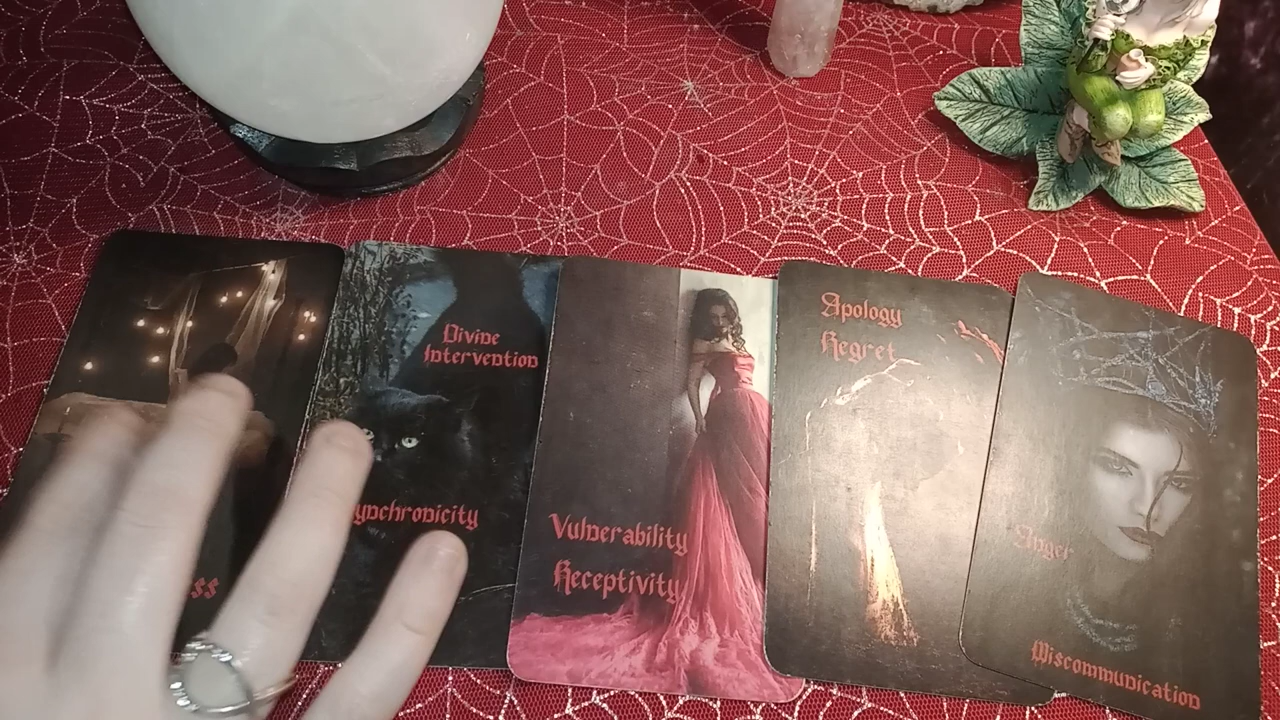 Divine
Intervention
Vulnerability
Receptivity
Apology
Regret
Anger
Miscommunication